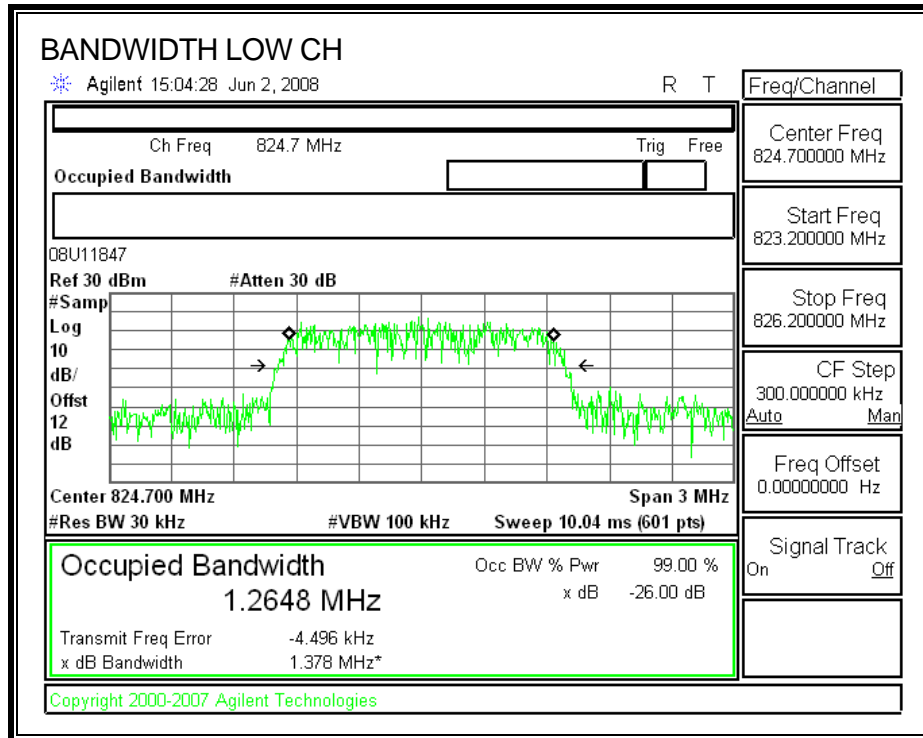 BANDWIDTH LOW CH
Agilent 15:04:28 Jun 2, 2008 R T
Freq/Channel
Ch Freq 824.7 MHz Trig Free
Occupied Bandwidth
Center Freq
824.700000 MHz
Start Freq
823.200000 MHz
Stop Freq
826.200000 MHz
CF Step
300.000000 kHz
Auto Man
Freq Offset
0.00000000 Hz
Signal Track
On Off
08U11847
Ref 30 dBm #Atten 30 dB
#Samp
Log
10
dB/
Offst
12
dB
Center 824.700 MHz Span 3 MHz
#Res BW 30 kHz #VBW 100 kHz Sweep 10.04 ms (601 pts)
Occupied Bandwidth
1.2648 MHz
Occ BW % Pwr 99.00 %
x dB -26.00 dB
Transmit Freq Error -4.496 kHz
x dB Bandwidth 1.378 MHz*
Copyright 2000-2007 Agilent Technologies